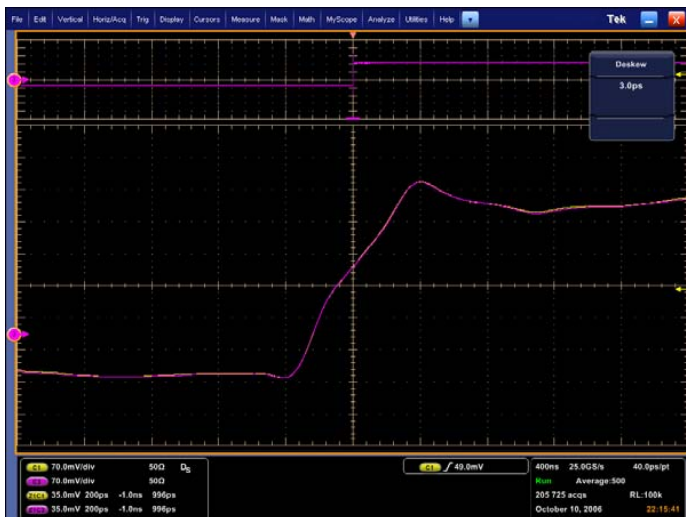 File Edit Vertical Horiz/Acq Trig Display Cursors Measure Mask Math MyScope Analyze Utilities Help Tek
Deskew
3.0ps
C1 70.0mV/div 50Ω Ds
70.0mV/div 50Ω
Z1C1 35.0mV 200ps -1.0ns 996ps
35.0mV 200ps -1.0ns 996ps
C1 49.0mV
400ns 25.0GS/s 40.0ps/pt
Run Average:500
205 725 acqs RL:100k
October 10, 2006 22:15:41